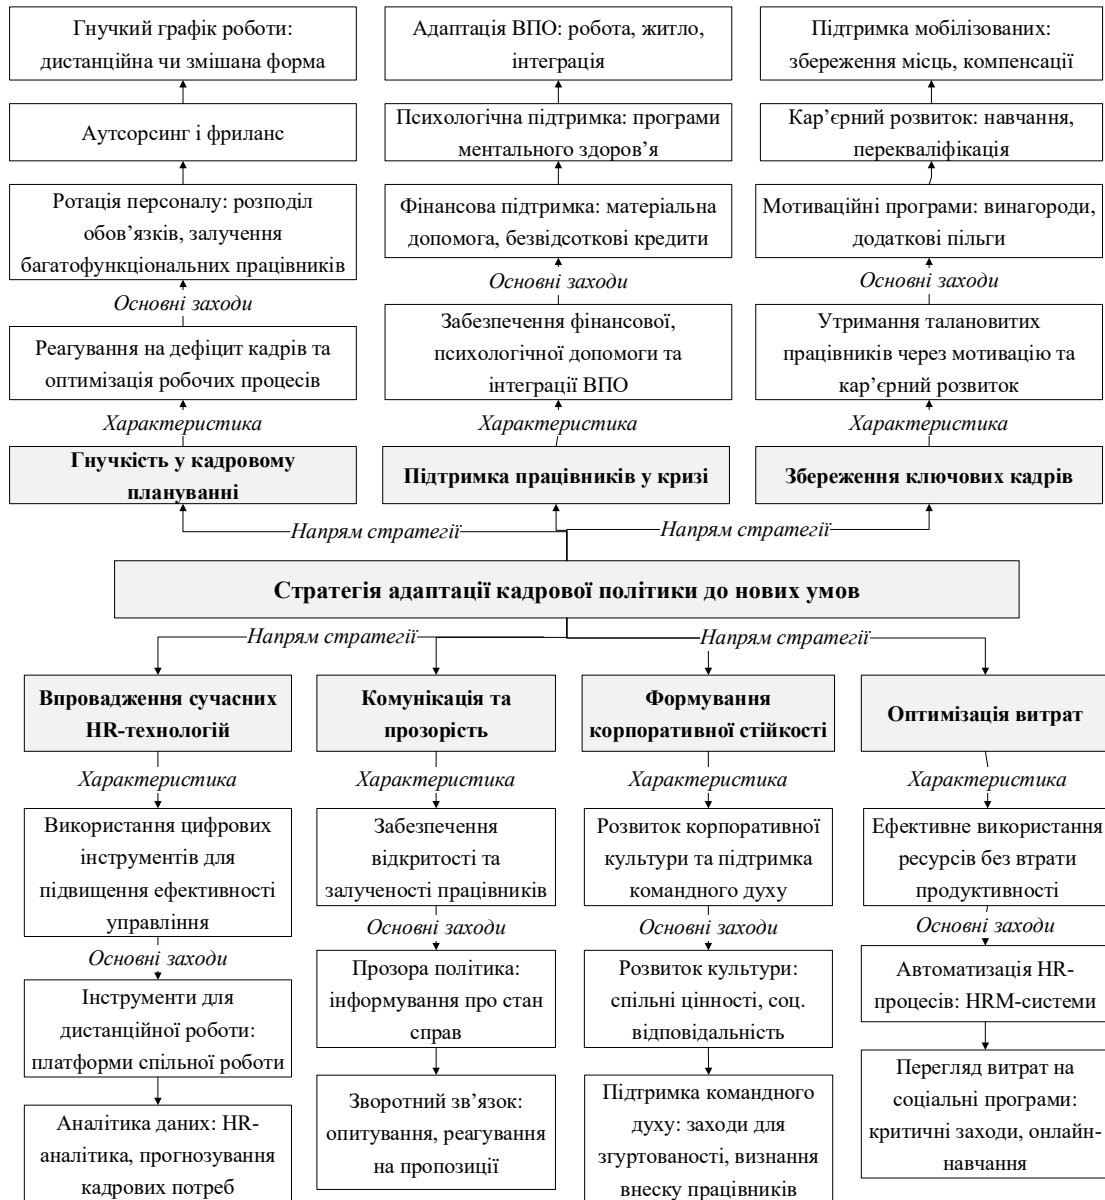 Гнучкий графік роботи:
дистанційна чи змішана форма
Адаптація ВПО: робота, житло,
інтеграція
Підтримка мобілізованих:
збереження місць, компенсації
Аутсорсинг і фриланс
Психологічна підтримка: програми
ментального здоров’я
Кар’єрний розвиток: навчання,
перекваліфікація
Ротація персоналу: розподіл
обов’язків, залучення
багатофункціональних працівників
Фінансова підтримка: матеріальна
допомога, безвідсоткові кредити
Мотиваційні програми: винагороди,
додаткові пільги
Основні заходи
Основні заходи
Основні заходи
Реагування на дефіцит кадрів та
оптимізація робочих процесів
Забезпечення фінансової,
психологічної допомоги та
інтеграції ВПО
Утримання талановитих
працівників через мотивацію та
кар’єрний розвиток
Характеристика
Характеристика
Характеристика
Гнучкість у кадровому
плануванні
Підтримка працівників у кризі
Збереження ключових кадрів
Напрям стратегії
Напрям стратегії
Стратегія адаптації кадрової політики до нових умов
Напрям стратегії
Напрям стратегії
Впровадження сучасних
HR-технологій
Комунікація та
прозорість
Формування
корпоративної стійкості
Оптимізація витрат
Характеристика
Характеристика
Характеристика
Характеристика
Використання цифрових
інструментів для
підвищення ефективності
управління
Забезпечення
відкритості та
залученості працівників
Розвиток корпоративної
культури та підтримка
командного духу
Ефективне використання
ресурсів без втрати
продуктивності
Основні заходи
Основні заходи
Основні заходи
Основні заходи
Інструменти для
дистанційної роботи:
платформи спільної роботи
Прозора політика:
інформування про стан
справ
Розвиток культури:
спільні цінності, соц.
відповідальність
Автоматизація HR-
процесів: HRM-системи
Аналітика даних: HR-
аналітика, прогнозування
кадрових потреб
Зворотний зв’язок:
опитування, реагування
на пропозиції
Підтримка командного
духу: заходи для
згуртованості, визнання
внеску працівників
Перегляд витрат на
соціальні програми:
критичні заходи, онлайн-
навчання